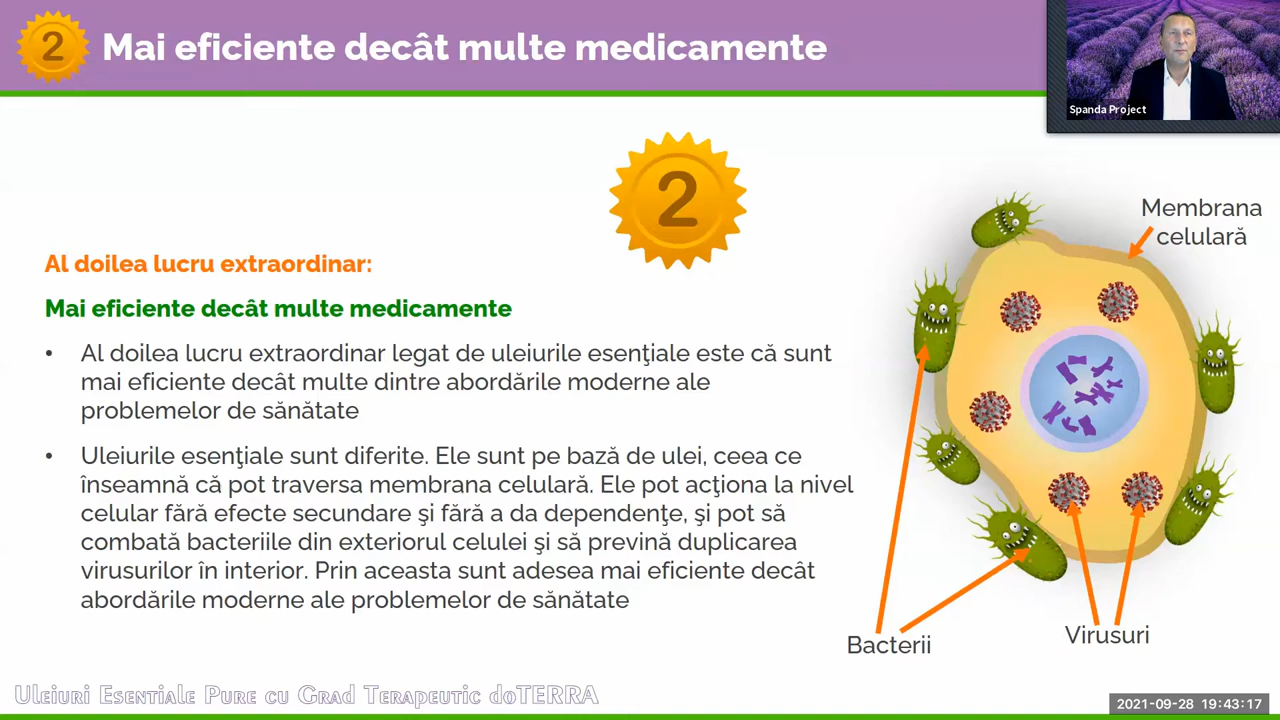 2
Mai eficiente decât multe medicamente
Spanda Project
2
Membrana
celulară
Al doilea lucru extraordinar:
Mai eficiente decât multe medicamente
• Al doilea lucru extraordinar legat de uleiurile esenţiale este că sunt
mai eficiente decât multe dintre abordările moderne ale
problemelor de sănătate
• Uleiurile esenţiale sunt diferite. Ele sunt pe bază de ulei, ceea ce
înseamnă că pot traversa membrana celulară. Ele pot acţiona la nivel
celular fără efecte secundare şi fără a da dependenţe, şi pot să
combată bacteriile din exteriorul celulei şi să prevină duplicarea
virusurilor în interior. Prin aceasta sunt adesea mai eficiente decât
abordările moderne ale problemelor de sănătate
Bacterii
Virusuri
Uleiuri Esentiale Pure cu Grad Terapeutic doTERRA
2021-09-28 19:43:17